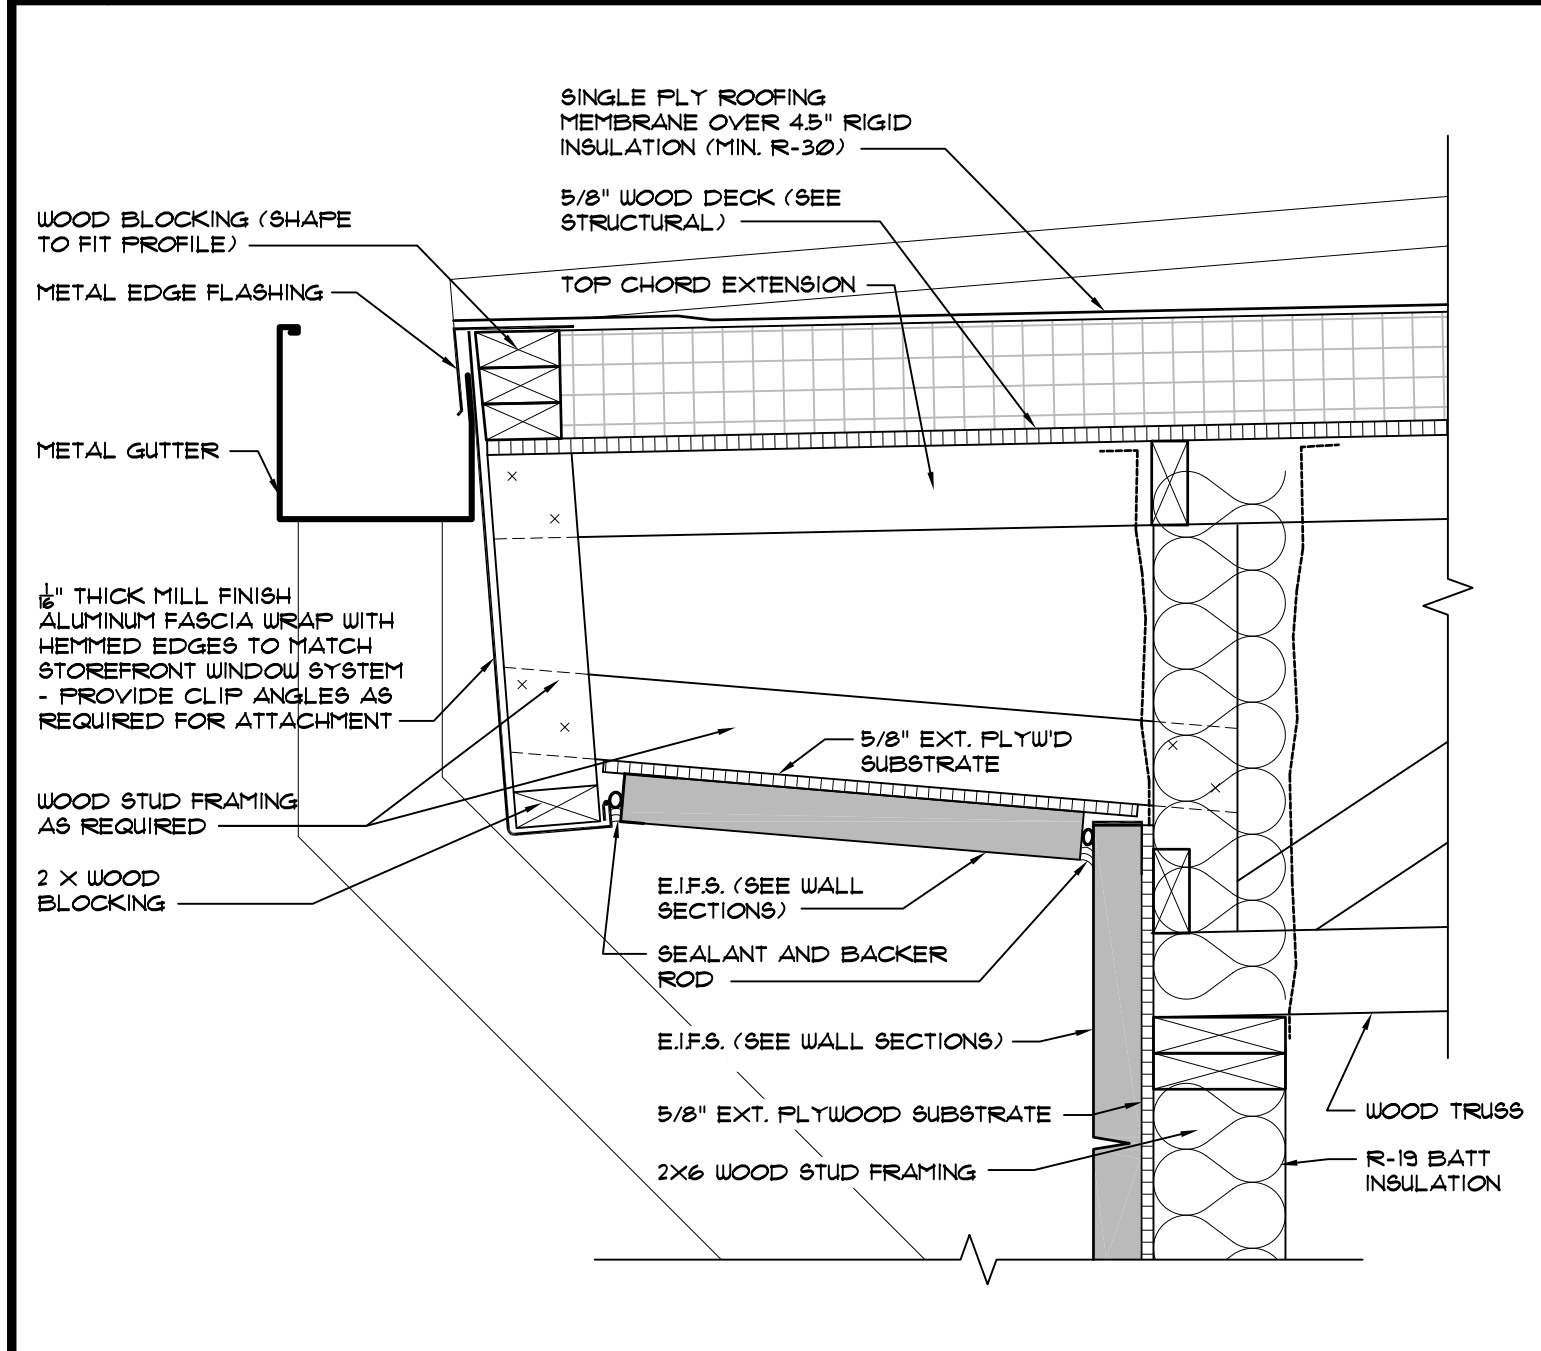 SINGLE PLY ROOFING
MEMBRANE OVER 4.5" RIGID
INSULATION (MIN. R-30)
5/8" WOOD DECK (SEE
STRUCTURAL)
TOP CHORD EXTENSION
WOOD BLOCKING (SHAPE
TO FIT PROFILE)
METAL EDGE FLASHING
METAL GUTTER
1/16" THICK MILL FINISH
ALUMINUM FASCIA WRAP WITH
HEMMED EDGES TO MATCH
STOREFRONT WINDOW SYSTEM
- PROVIDE CLIP ANGLES AS
REQUIRED FOR ATTACHMENT
WOOD STUD FRAMING
AS REQUIRED
2 X WOOD
BLOCKING
5/8" EXT. PLYW'D
SUBSTRATE
E.I.F.S. (SEE WALL
SECTIONS)
SEALANT AND BACKER
ROD
E.I.F.S. (SEE WALL SECTIONS)
5/8" EXT. PLYWOOD SUBSTRATE
2X6 WOOD STUD FRAMING
WOOD TRUSS
R-19 BATT
INSULATION